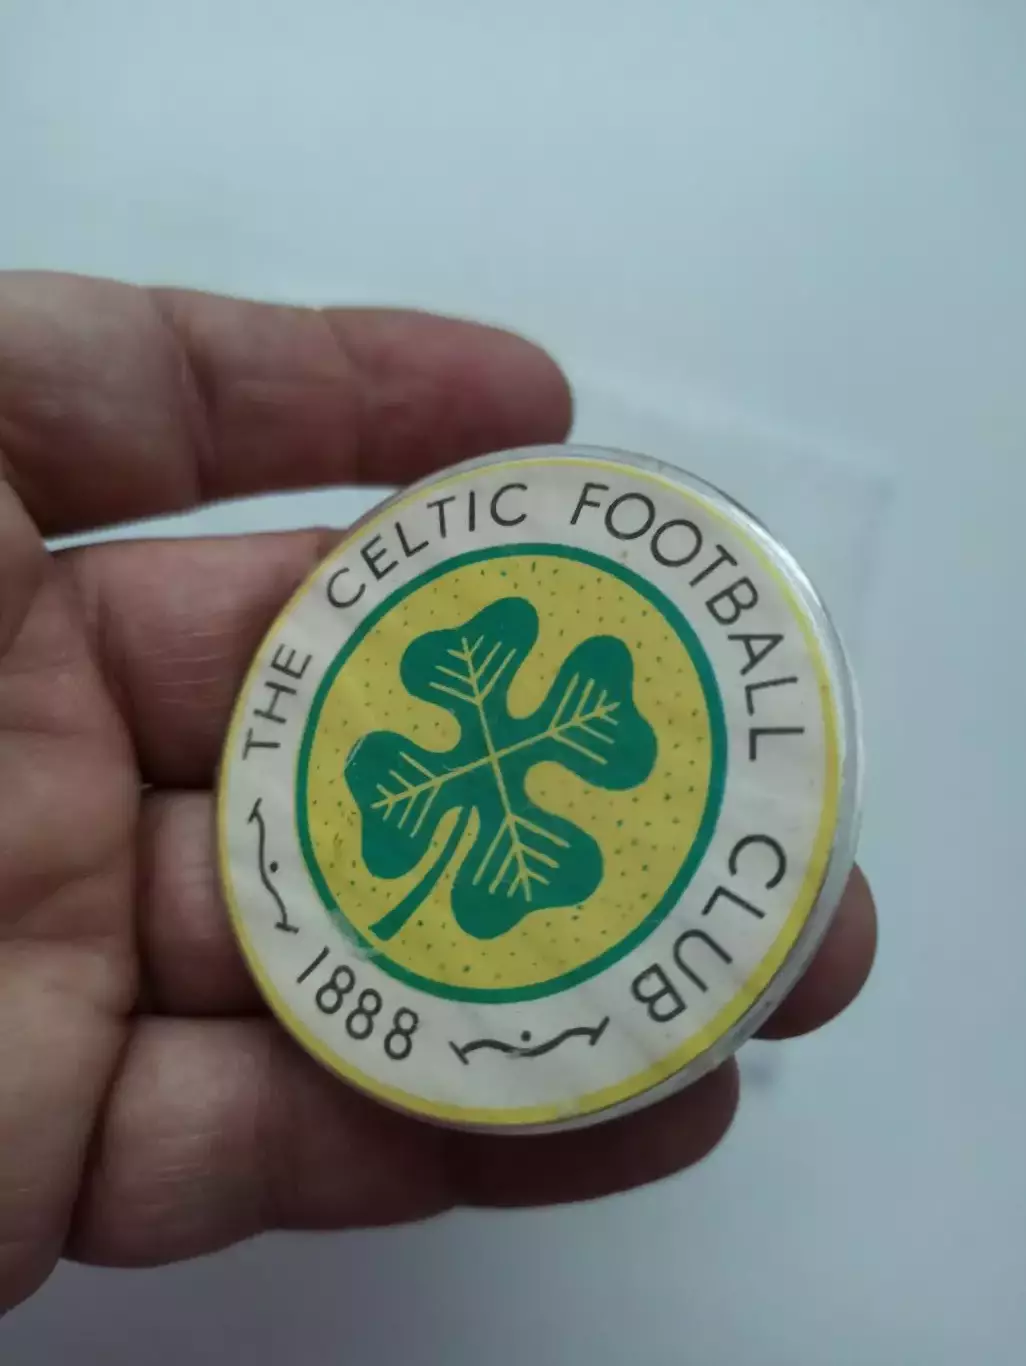 THE CELTIC FOOTBALL CLUB
1888